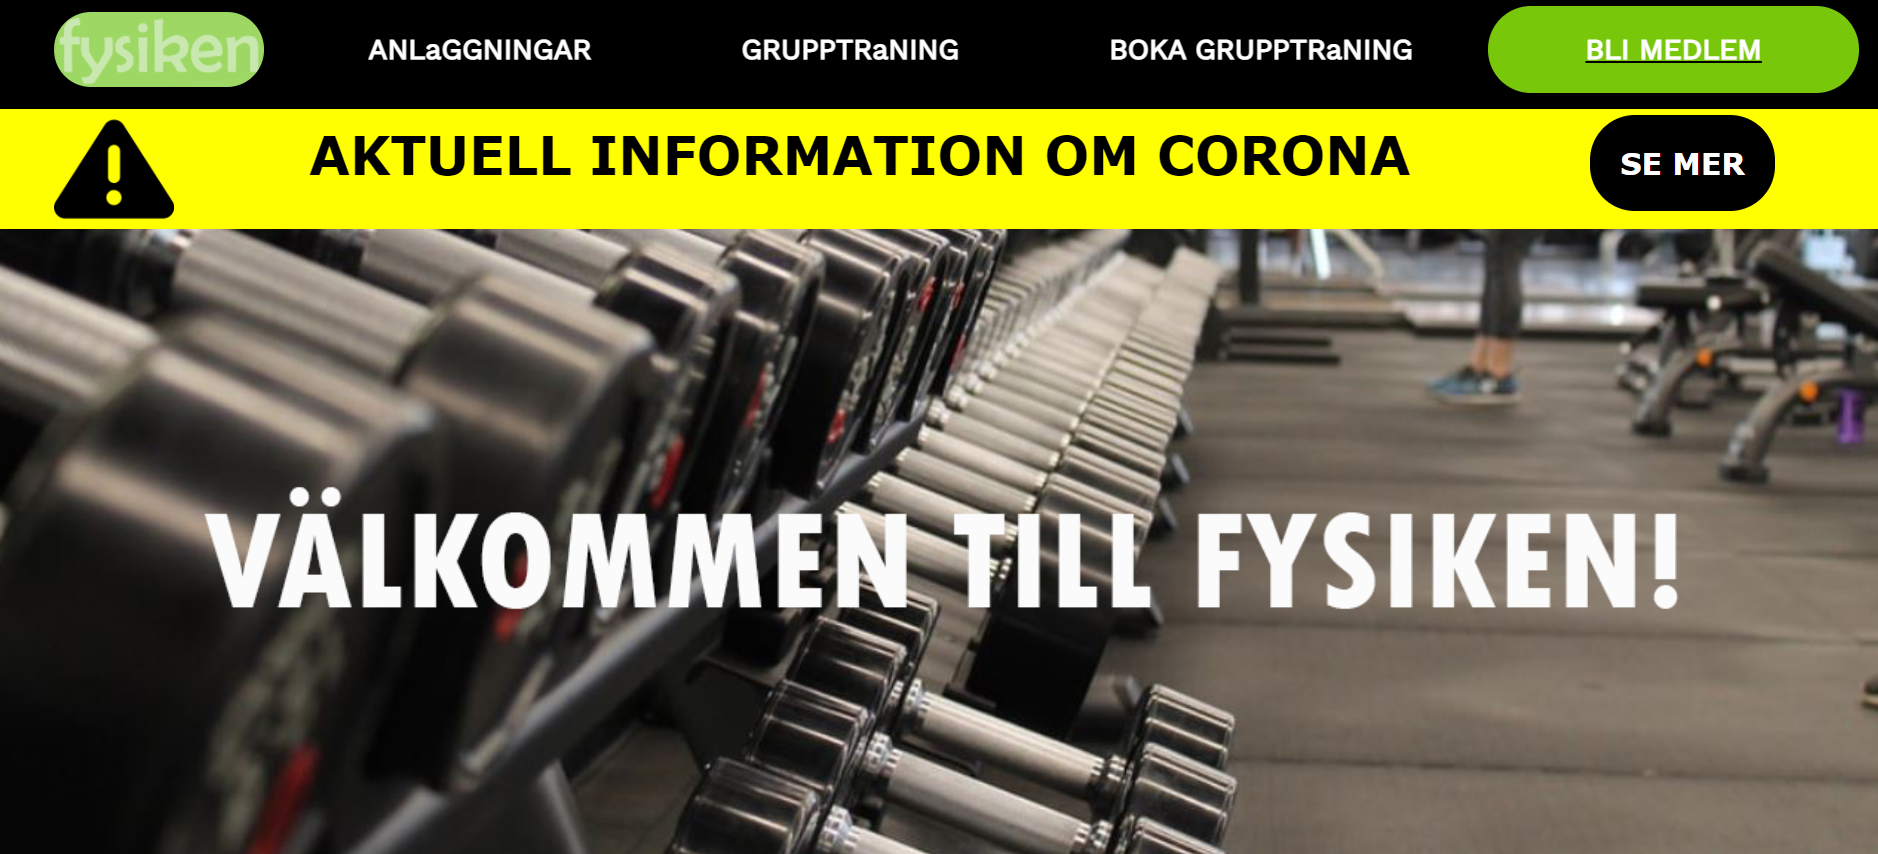 fysiken
ANLaGGNINGAR
GRUPPTRaNING
BOKA GRUPPTRaNING
BLI MEDLEM
AKTUELL INFORMATION OM CORONA
SE MER
VÄLKOMMEN TILL FYSIKEN!